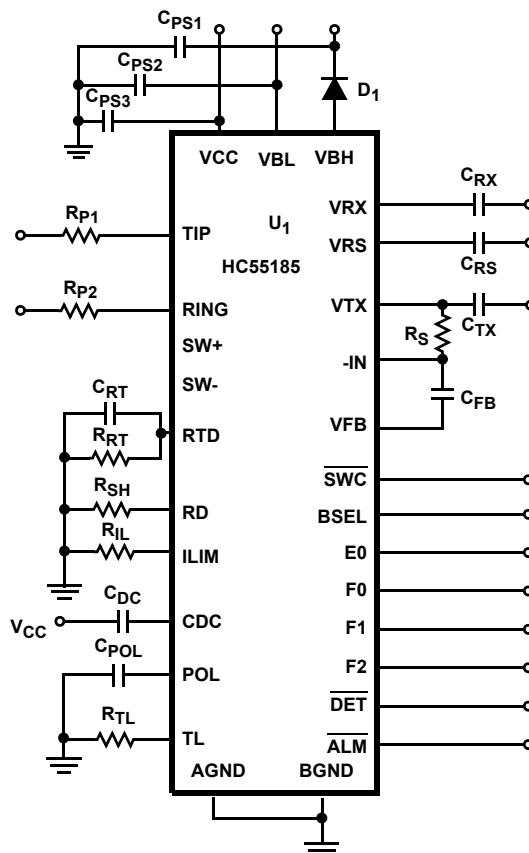 CPS1
CPS2
CPS3
D1
VCC VBL VBH
RP1
TIP
U1
HC55185
VRX
CRX
VRS
CRS
RP2
RING
VTX
CTX
RS
SW+
-IN
SW-
CFB
CRT
RTD
RRT
VFB
SWC
RSH
RD
BSEL
RIL
ILIM
E0
F0
CDC
VCC
CDC
F1
CPOL
POL
F2
DET
RTL
TL
ALM
AGND BGND